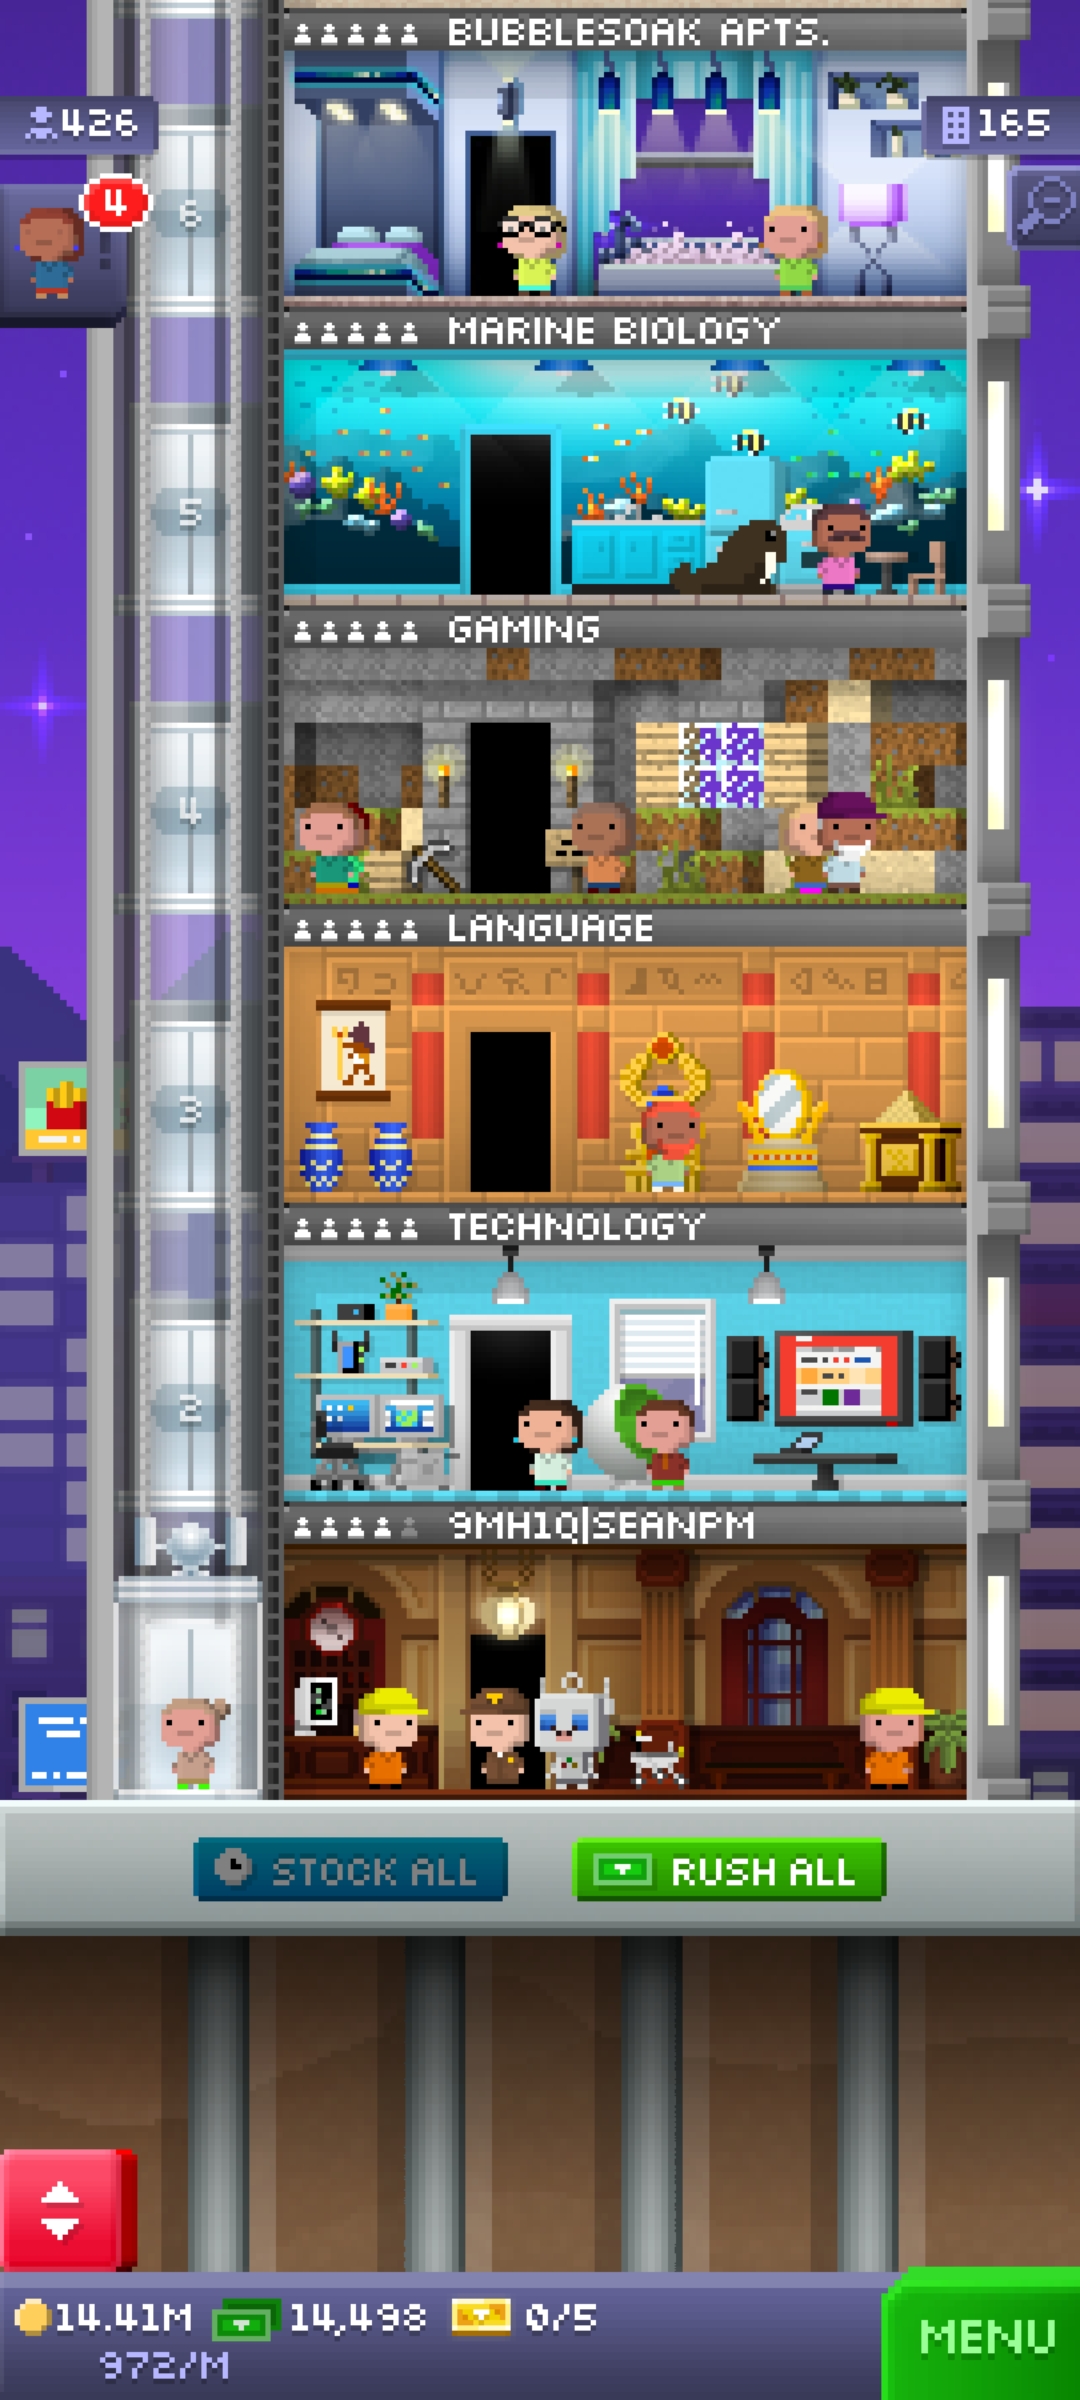 BUBBLESOAK APTS.
426
165
4
6
MARINE BIOLOGY
5
GAMING
4
LANGUAGE
3
TECHNOLOGY
2
9MH1Q|SEANPM
STOCK ALL
RUSH ALL
14.41M 14,498 0/5
972/M
MENU